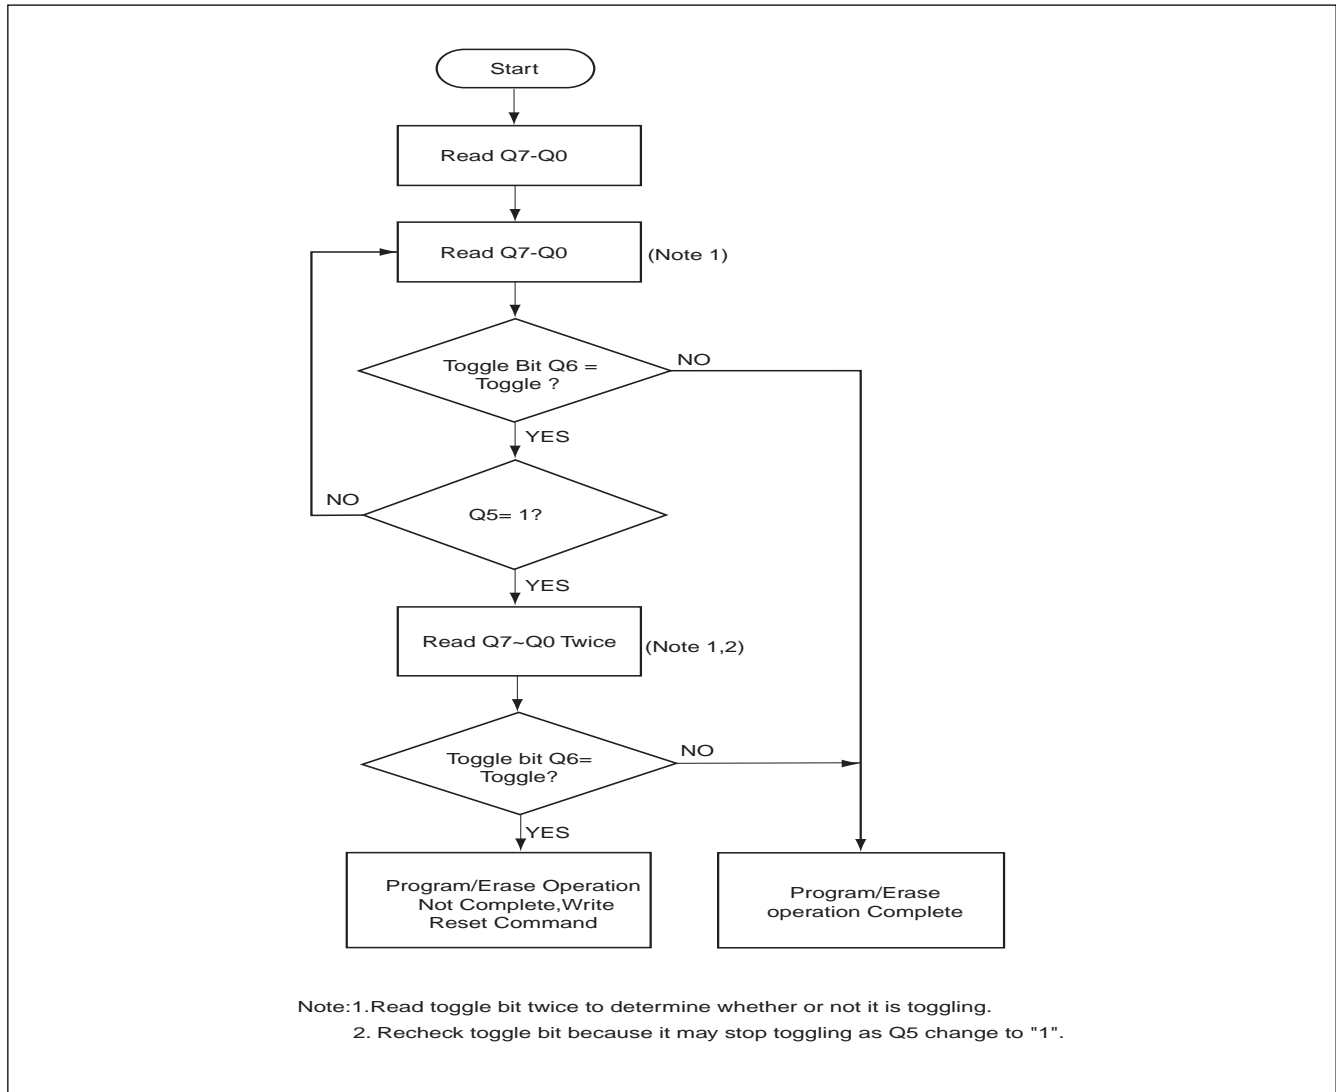 Start
Read Q7-Q0
Read Q7-Q0
(Note 1)
Toggle Bit Q6 =
Toggle ?
NO
YES
NO
Q5= 1?
YES
Read Q7~Q0 Twice
(Note 1,2)
Toggle bit Q6=
Toggle?
NO
YES
Program/Erase Operation
Not Complete,Write
Reset Command
Program/Erase
operation Complete
Note:1.Read toggle bit twice to determine whether or not it is toggling.
2. Recheck toggle bit because it may stop toggling as Q5 change to "1".